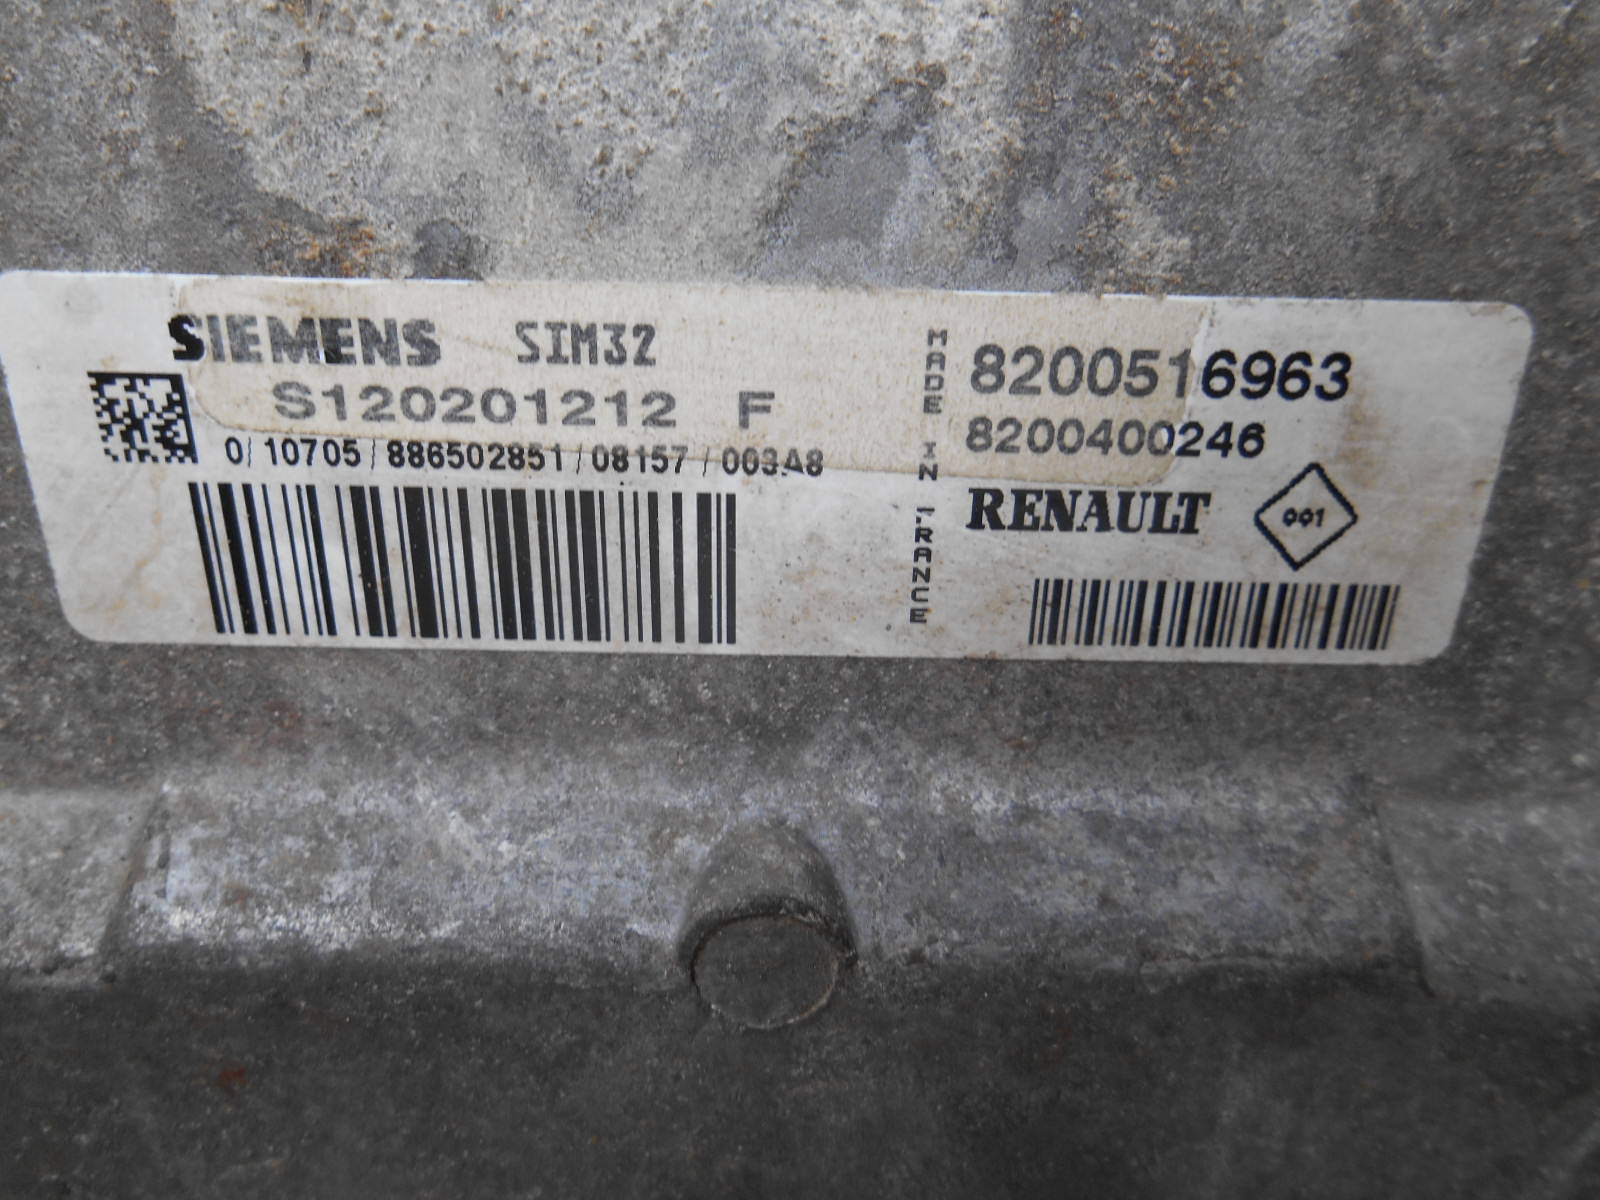 SIEMENS SIM32
S120201212 F
0/10705/886502851/08157/003A8
MADE IN FRANCE
8200516963
8200400246
RENAULT 001